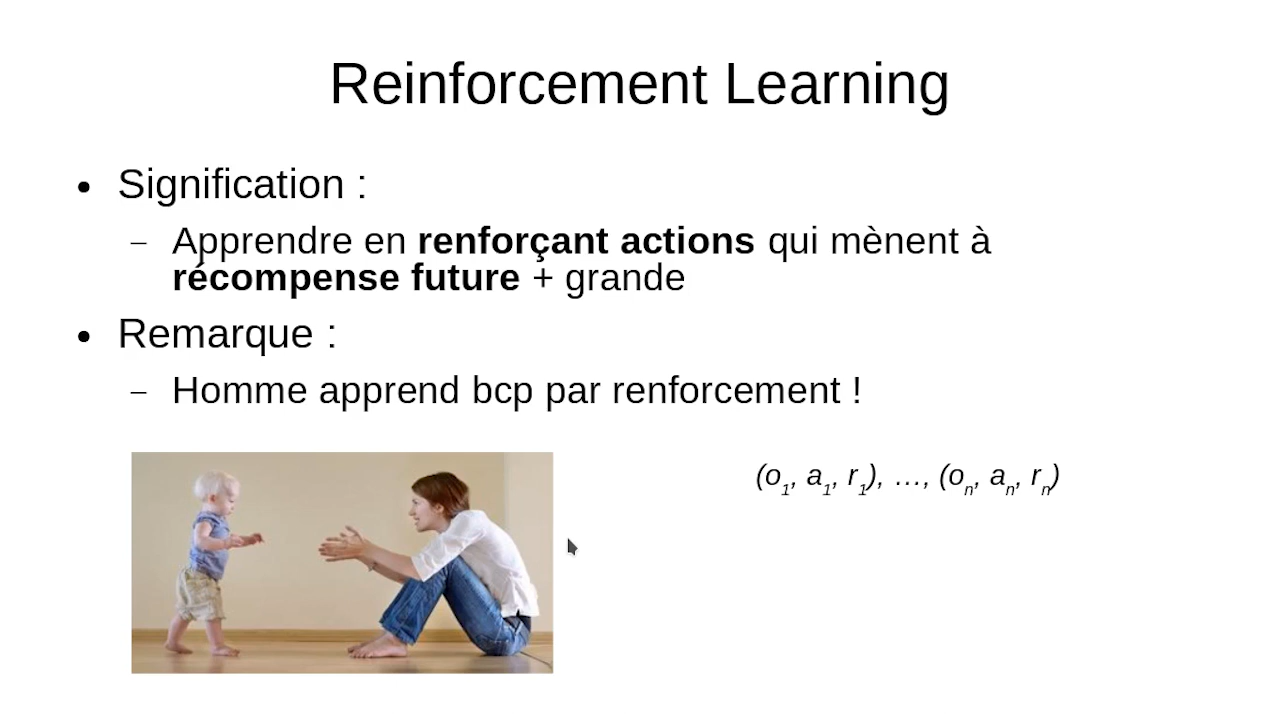 Reinforcement Learning
• Signification :
– Apprendre en renforçant actions qui mènent à
récompense future + grande
• Remarque :
– Homme apprend bcp par renforcement !
(o1, a1, r1), …, (on, an, rn)